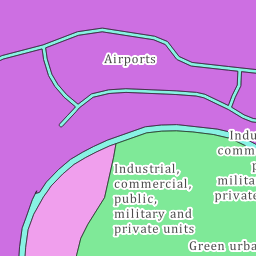 Airports
Industrial,
commercial,
public,
military and
private units
Indu
comm
p
milita
private
Green urba